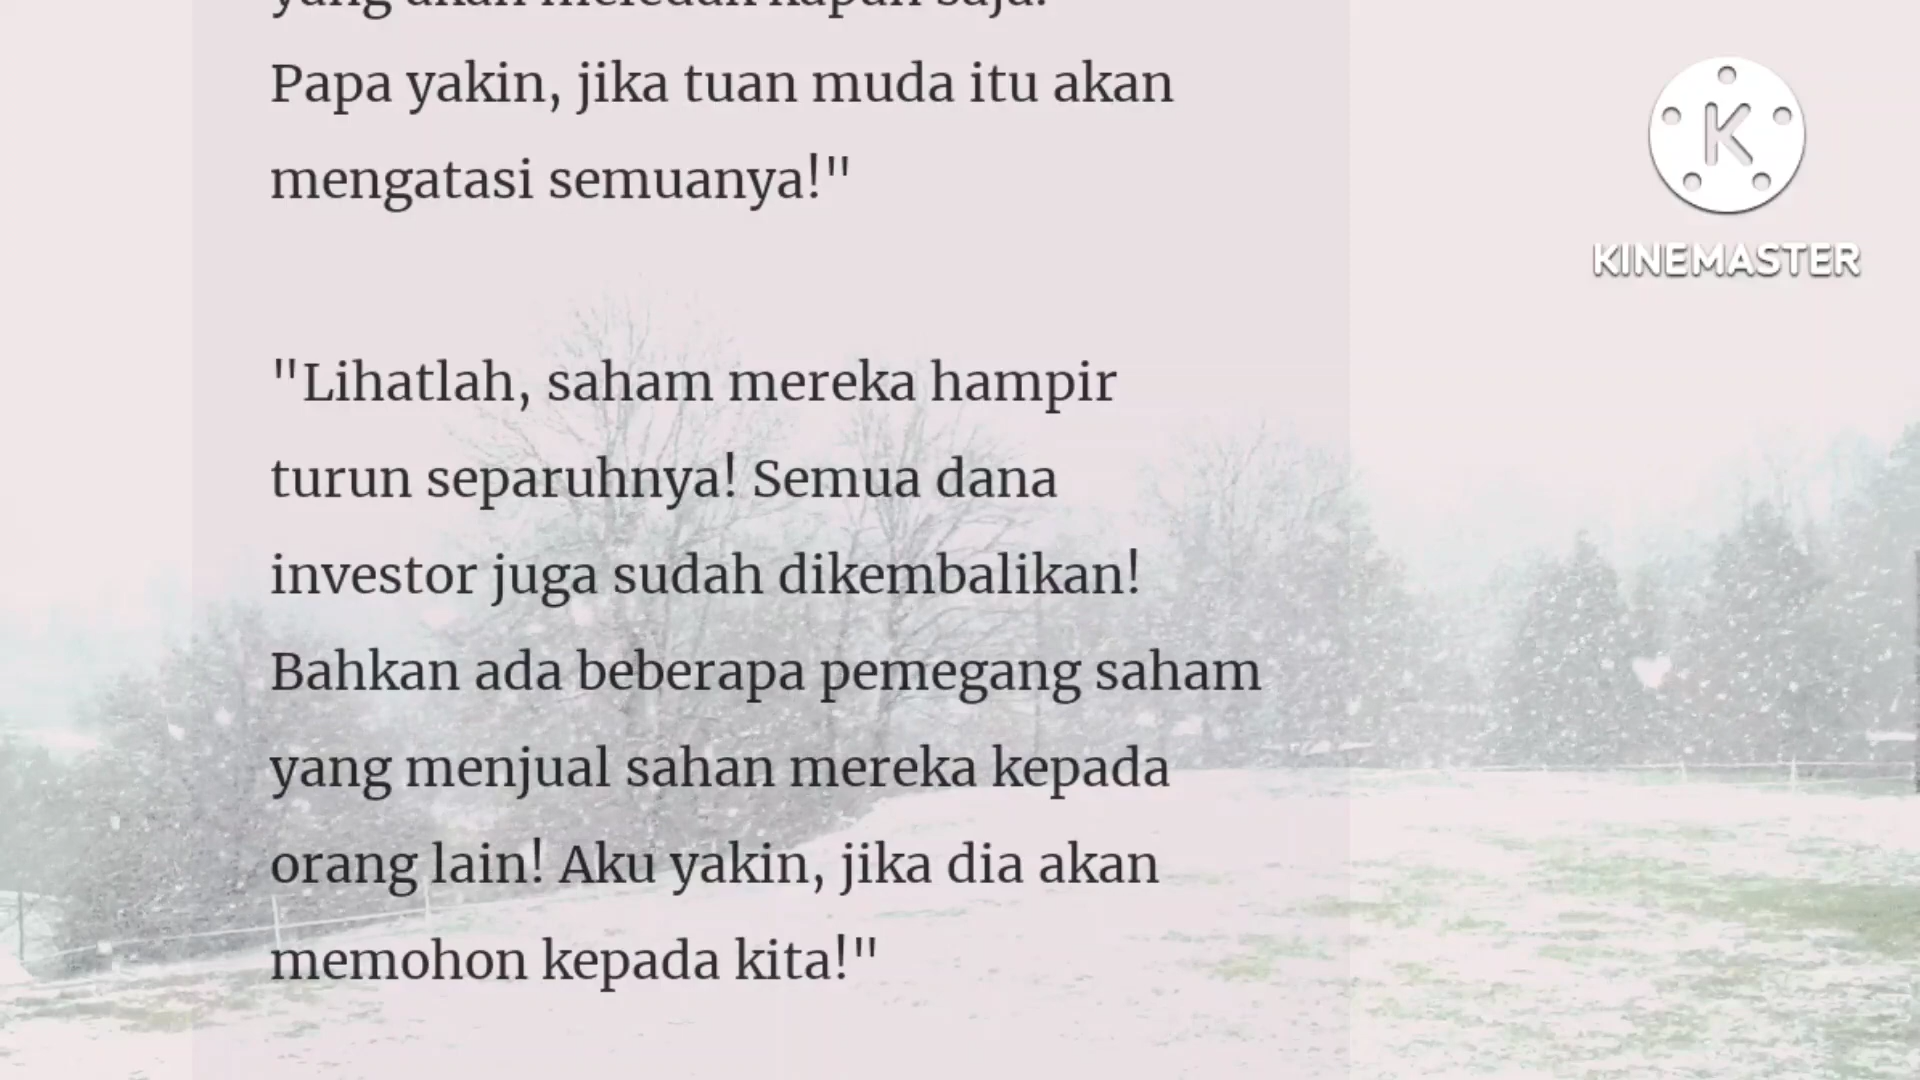 Papa yakin, jika tuan muda itu akan
mengatasi semuanya!"
"Lihatlah, saham mereka hampir
turun separuhnya! Semua dana
investor juga sudah dikembalikan!
Bahkan ada beberapa pemegang saham
yang menjual sahan mereka kepada
orang lain! Aku yakin, jika dia akan
memohon kepada kita!"
K
KINEMASTER